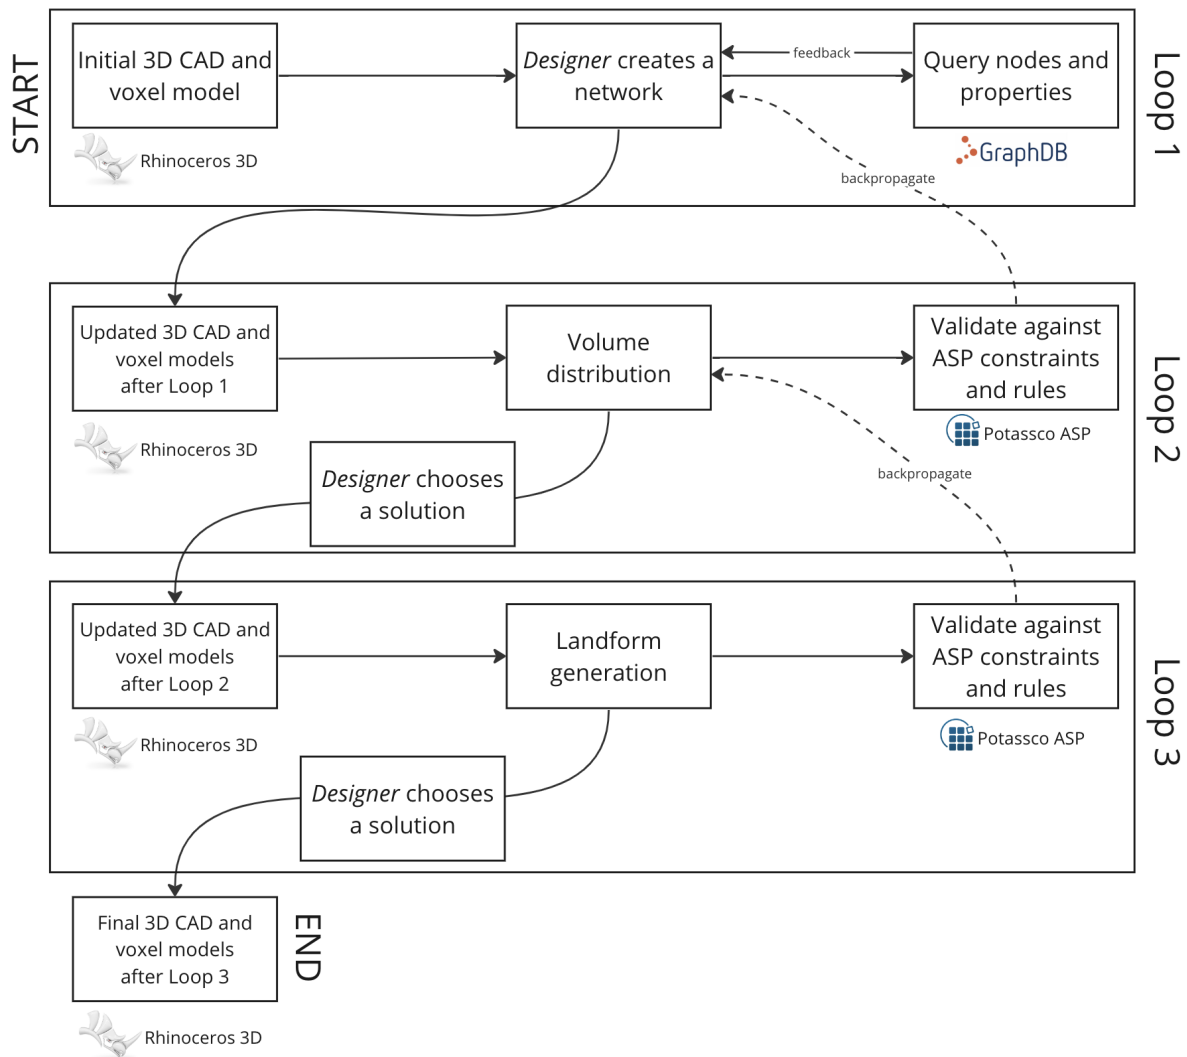 START
Initial 3D CAD and
voxel model
Rhinoceros 3D
Designer creates a
network
feedback
Query nodes and
properties
GraphDB
backpropagate
Loop 1
Updated 3D CAD and
voxel models
after Loop 1
Rhinoceros 3D
Volume
distribution
Validate against
ASP constraints
and rules
Potassco ASP
Designer chooses
a solution
backpropagate
Loop 2
Updated 3D CAD and
voxel models
after Loop 2
Rhinoceros 3D
Landform
generation
Validate against
ASP constraints
and rules
Potassco ASP
Designer chooses
a solution
Loop 3
Final 3D CAD and
voxel models
after Loop 3
END
Rhinoceros 3D